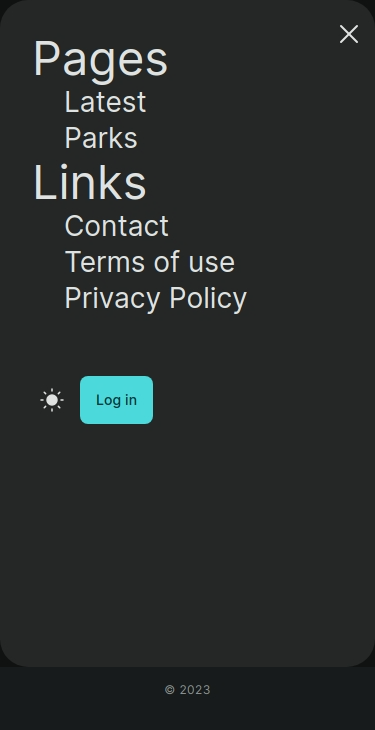 Pages
Latest
Parks
Links
Contact
Terms of use
Privacy Policy
Log in
© 2023